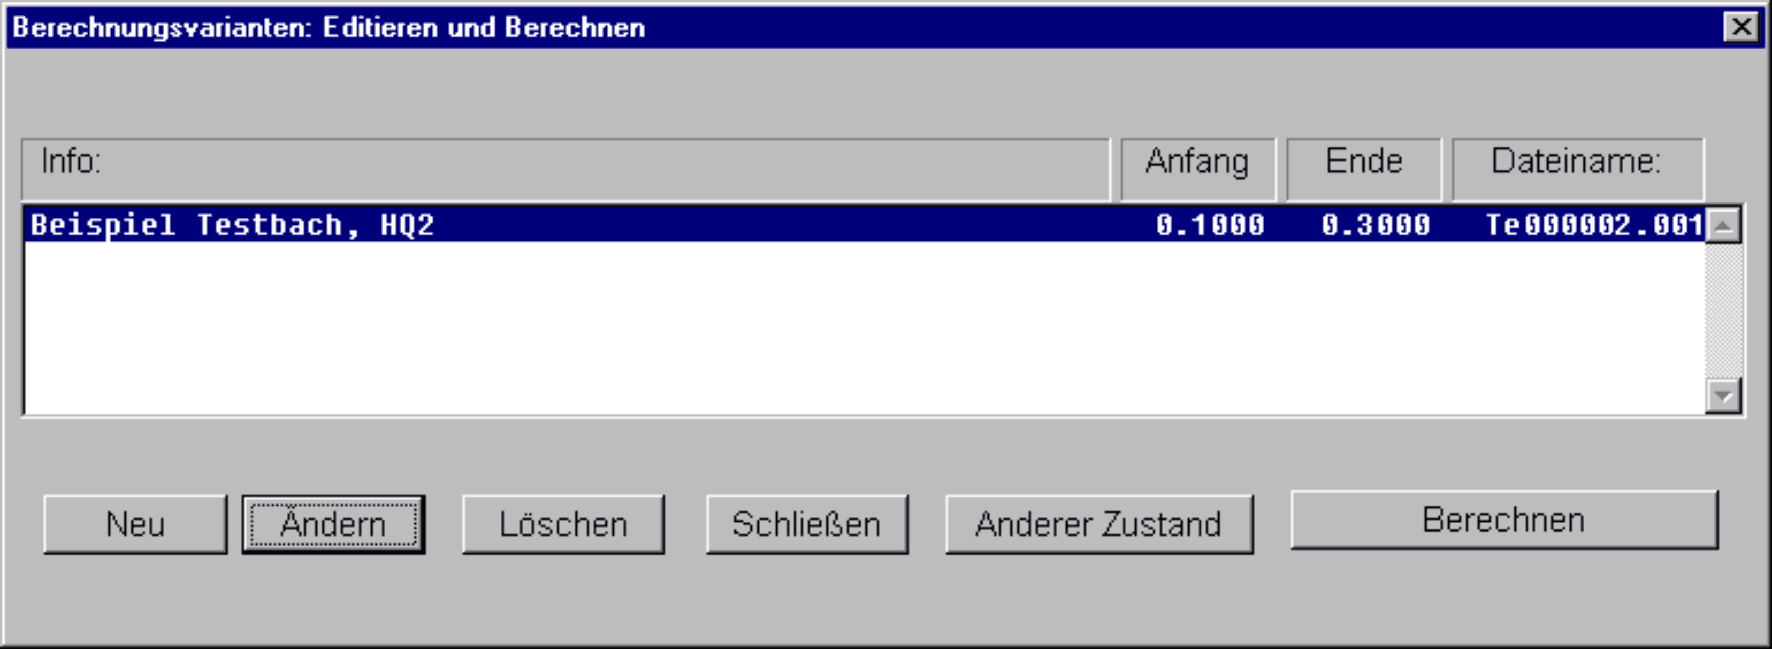 Berechnungsvarianten: Editieren und Berechnen
Info: Anfang Ende Dateiname:
Beispiel Testbach, HQ2 0.1000 0.3000 Te000002.001
Neu Ändern Löschen Schließen Anderer Zustand Berechnen